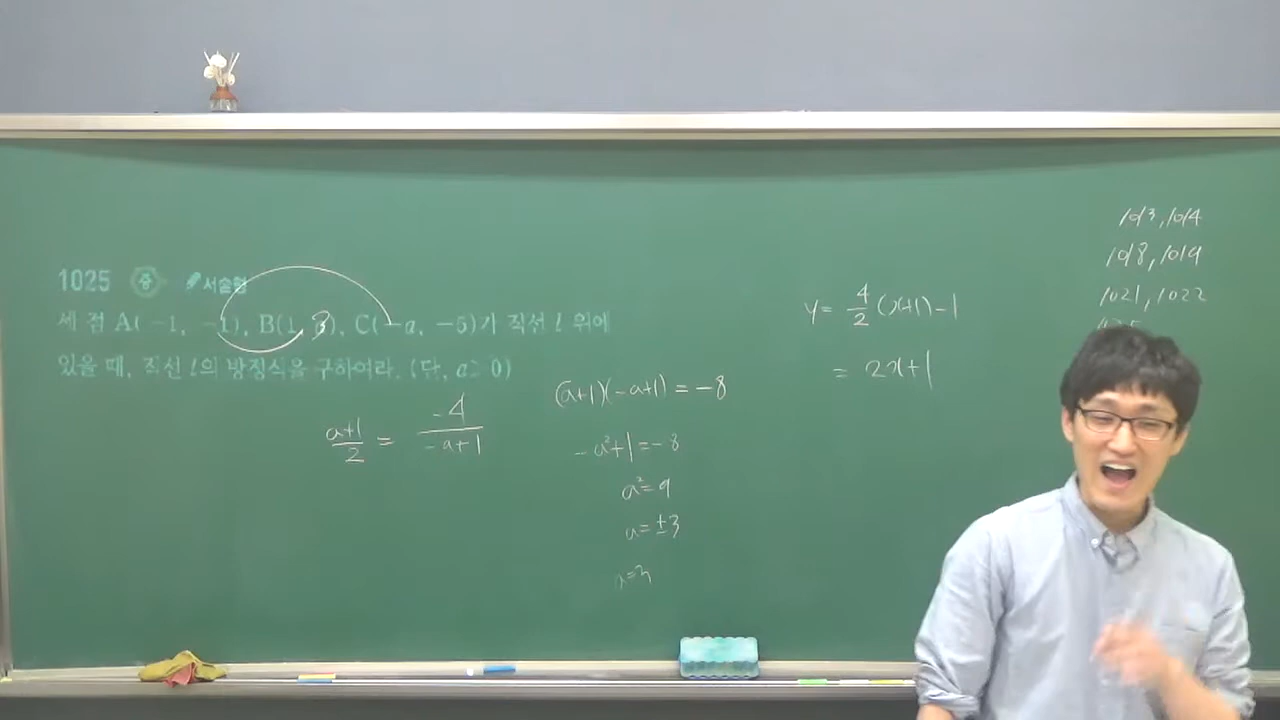 1025 중 서술형
세 점 A(-1, -1), B(1, 3), C(-a, -5)가 직선 l 위에
있을 때, 직선 l의 방정식을 구하여라. (단, a>0)
(a+1)/2 = -4/(-a+1)
(a+1)(-a+1) = -8
-a²+1 = -8
a² = 9
a = ±3
a=3
y = 4/2 (x+1) - 1
= 2x+1
1013, 1014
1018, 1019
1021, 1022